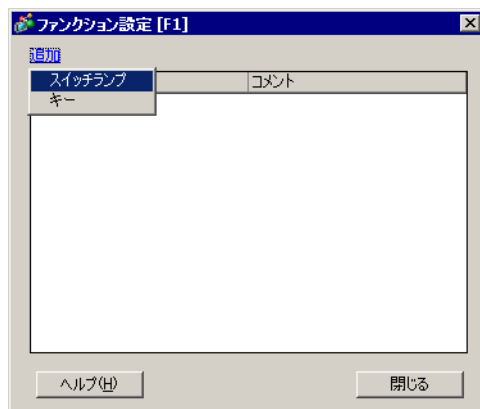 ファンクション設定 [F1]
追加
スイッチランプ
コメント
キー
ヘルプ(H)
閉じる